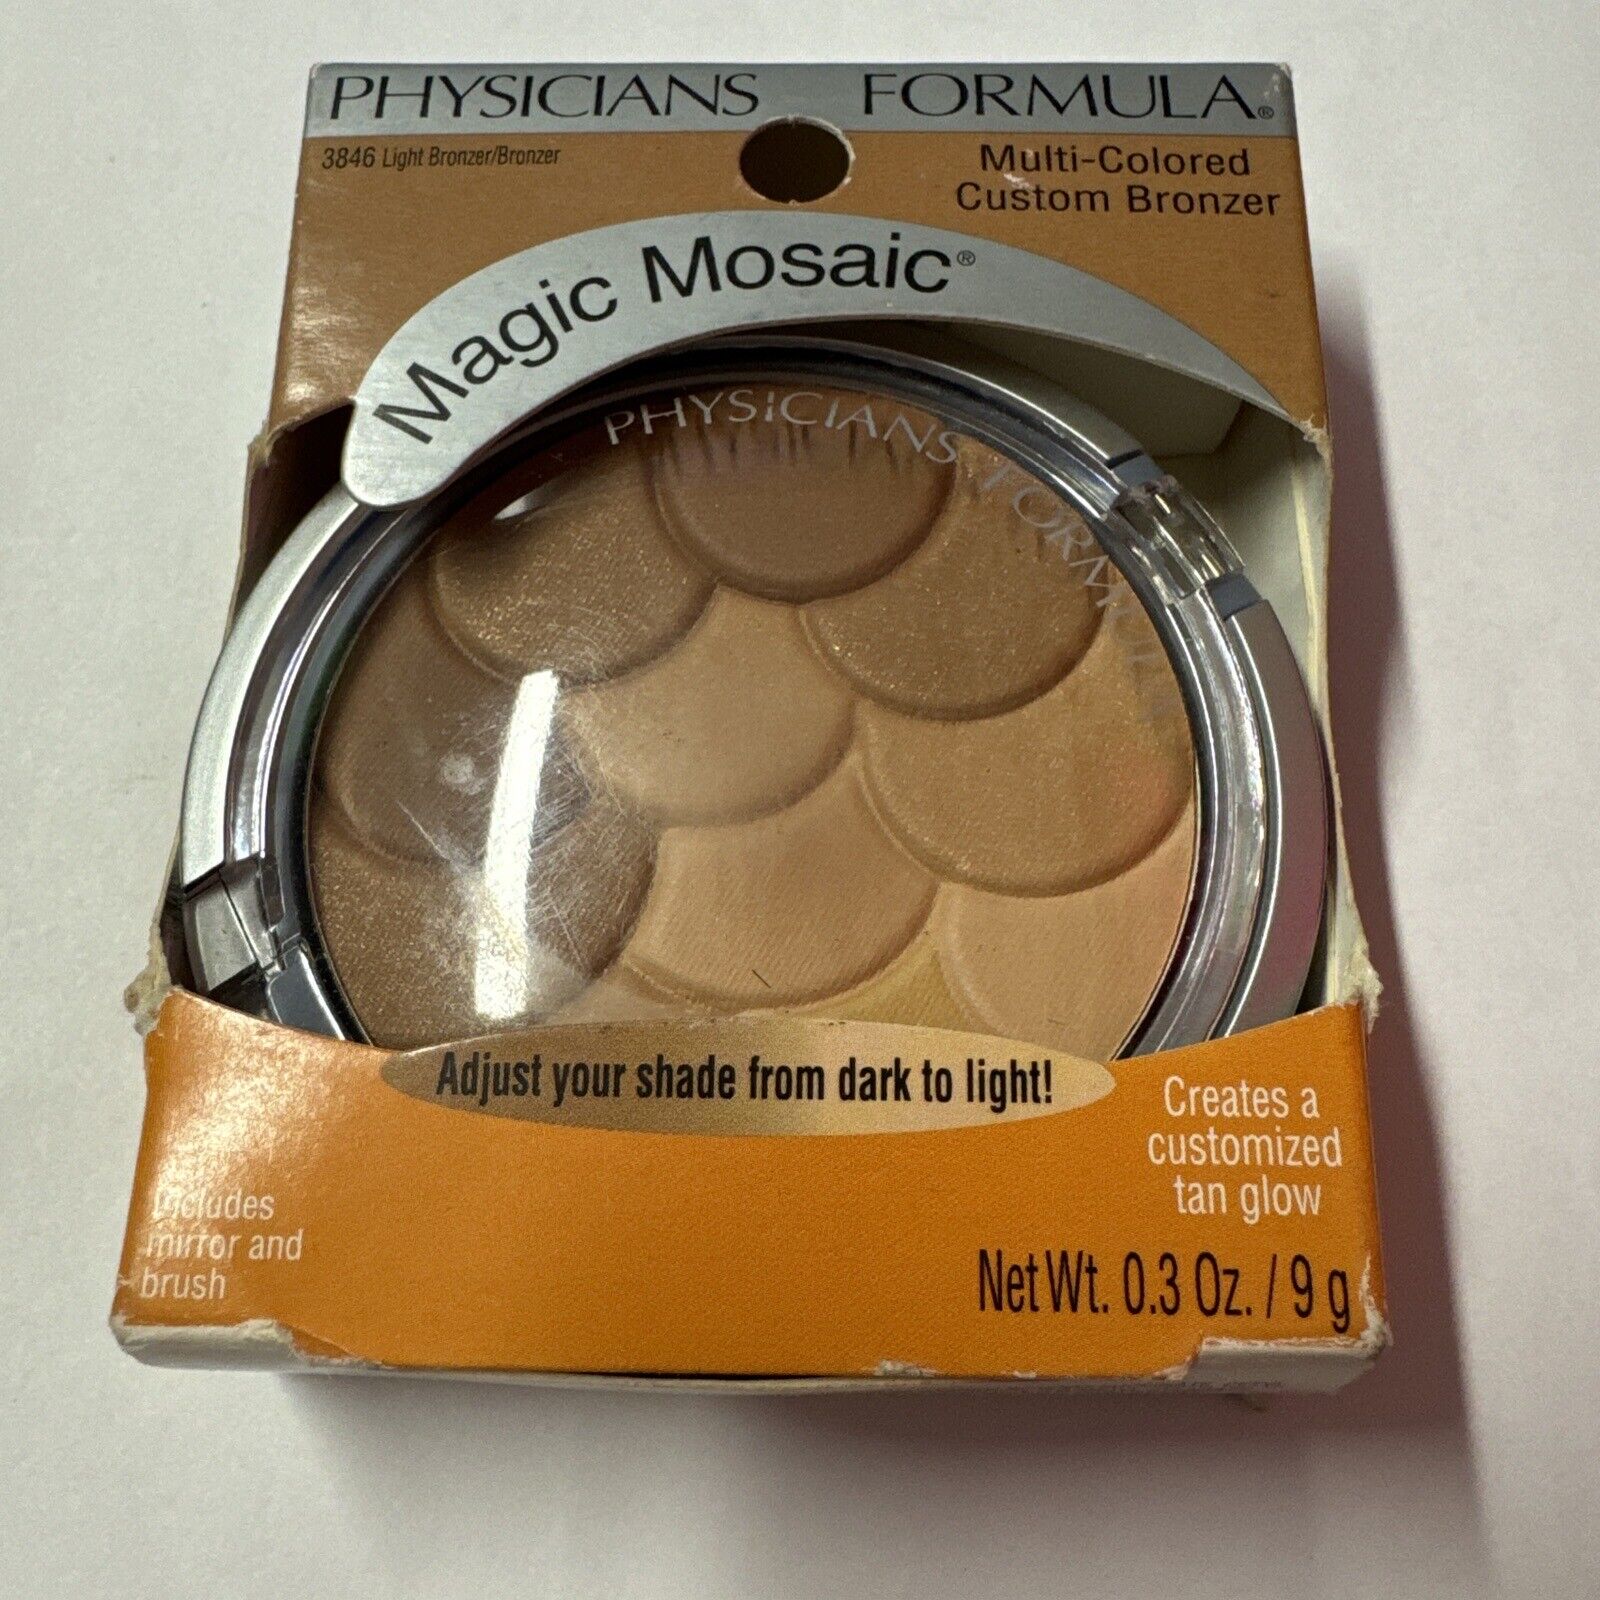 PHYSICIANS FORMULA®
3846 Light Bronzer/Bronzer
Multi-Colored
Custom Bronzer
Magic Mosaic®
PHYSICIANS FORMULA
Adjust your shade from dark to light!
Creates a
customized
tan glow
Includes
mirror and
brush
Net Wt. 0.3 Oz. / 9 g